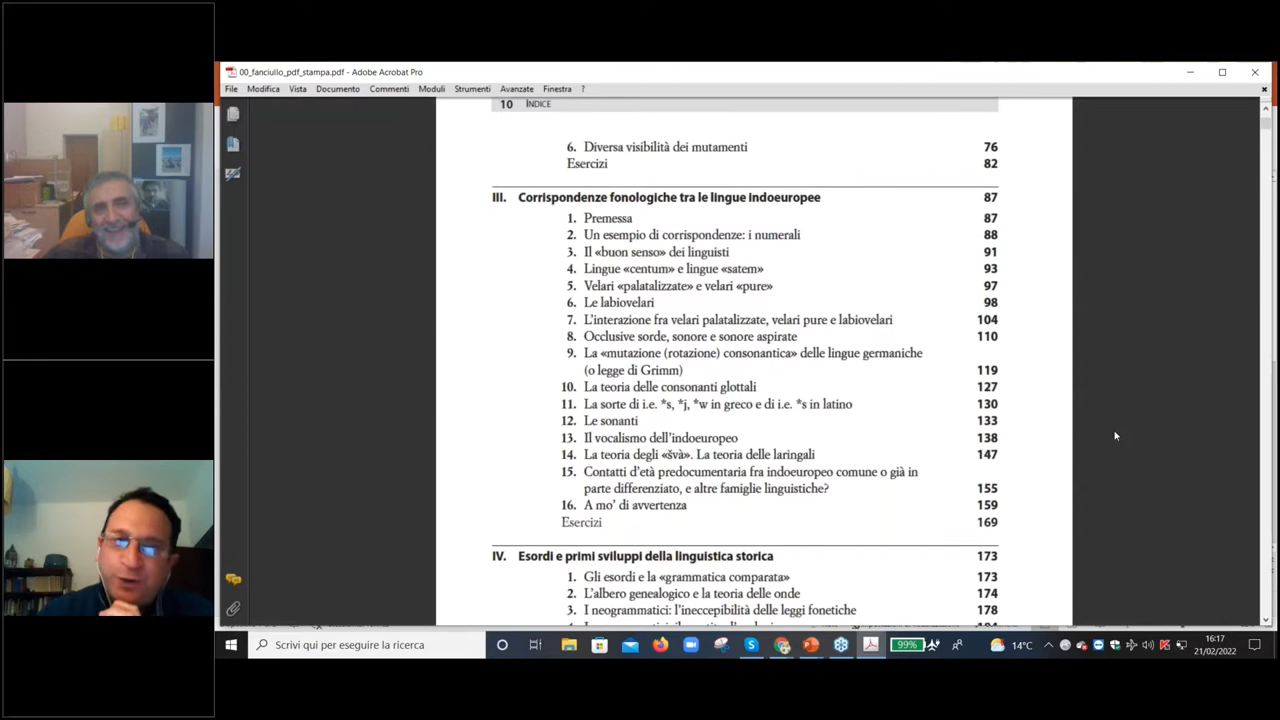 00_fanciullo_pdf_stampa.pdf - Adobe Acrobat Pro
File Modifica Vista Documento Commenti Moduli Strumenti Avanzate Finestra ?
10 INDICE
6. Diversa visibilità dei mutamenti 76
Esercizi 82
III. Corrispondenze fonologiche tra le lingue indoeuropee 87
1. Premessa 87
2. Un esempio di corrispondenze: i numerali 88
3. Il «buon senso» dei linguisti 91
4. Lingue «centum» e lingue «satem» 93
5. Velari «palatalizzate» e velari «pure» 97
6. Le labiovelari 98
7. L'interazione fra velari palatalizzate, velari pure e labiovelari 104
8. Occlusive sorde, sonore e sonore aspirate 110
9. La «mutazione (rotazione) consonantica» delle lingue germaniche
(o legge di Grimm) 119
10. La teoria delle consonanti glottali 127
11. La sorte di i.e. *s, *j, *w in greco e di i.e. *s in latino 130
12. Le sonanti 133
13. Il vocalismo dell'indoeuropeo 138
14. La teoria degli «švà». La teoria delle laringali 147
15. Contatti d'età predocumentaria fra indoeuropeo comune o già in
parte differenziato, e altre famiglie linguistiche? 155
16. A mo' di avvertenza 159
Esercizi 169
IV. Esordi e primi sviluppi della linguistica storica 173
1. Gli esordi e la «grammatica comparata» 173
2. L'albero genealogico e la teoria delle onde 174
3. I neogrammatici: l'ineccepibilità delle leggi fonetiche 178
Scrivi qui per eseguire la ricerca
99%
14°C
16:17
21/02/2022